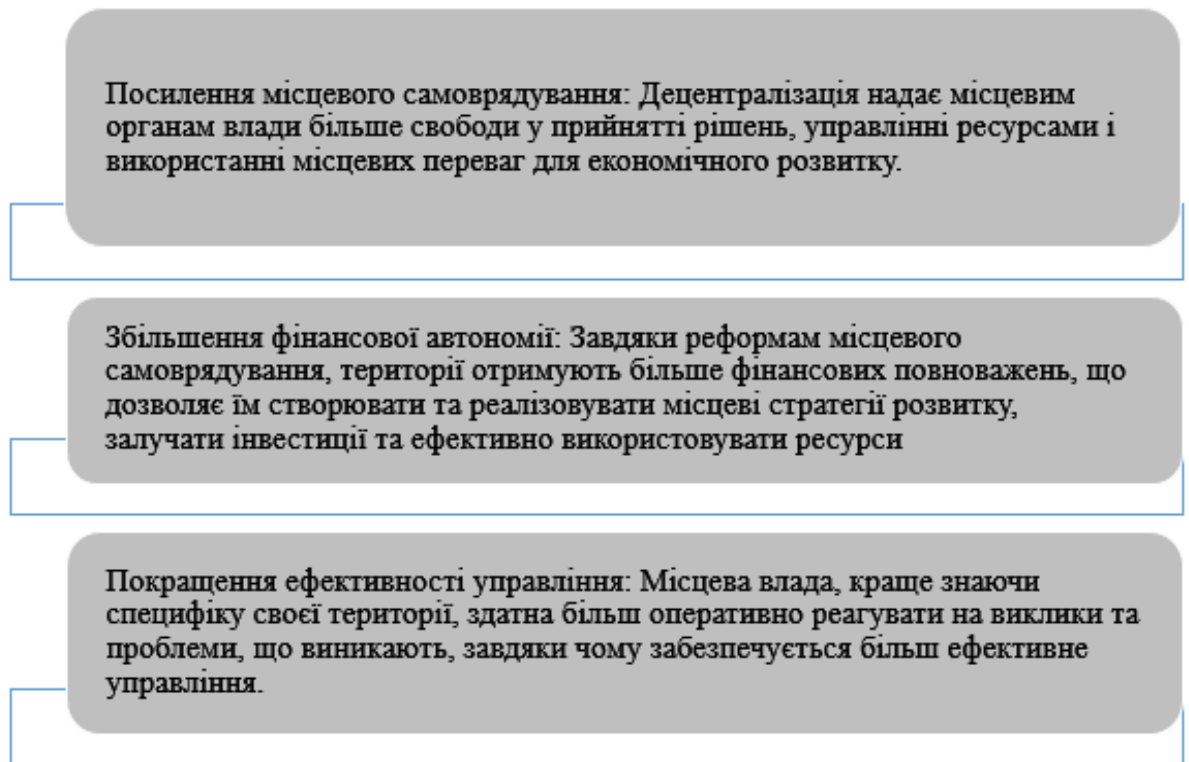 Посилення місцевого самоврядування: Децентралізація надає місцевим
органам влади більше свободи у прийнятті рішень, управлінні ресурсами і
використанні місцевих переваг для економічного розвитку.
Збільшення фінансової автономії: Завдяки реформам місцевого
самоврядування, території отримують більше фінансових повноважень, що
дозволяє їм створювати та реалізовувати місцеві стратегії розвитку,
залучати інвестиції та ефективно використовувати ресурси
Покращення ефективності управління: Місцева влада, краще знаючи
специфіку своєї території, здатна більш оперативно реагувати на виклики та
проблеми, що виникають, завдяки чому забезпечується більш ефективне
управління.